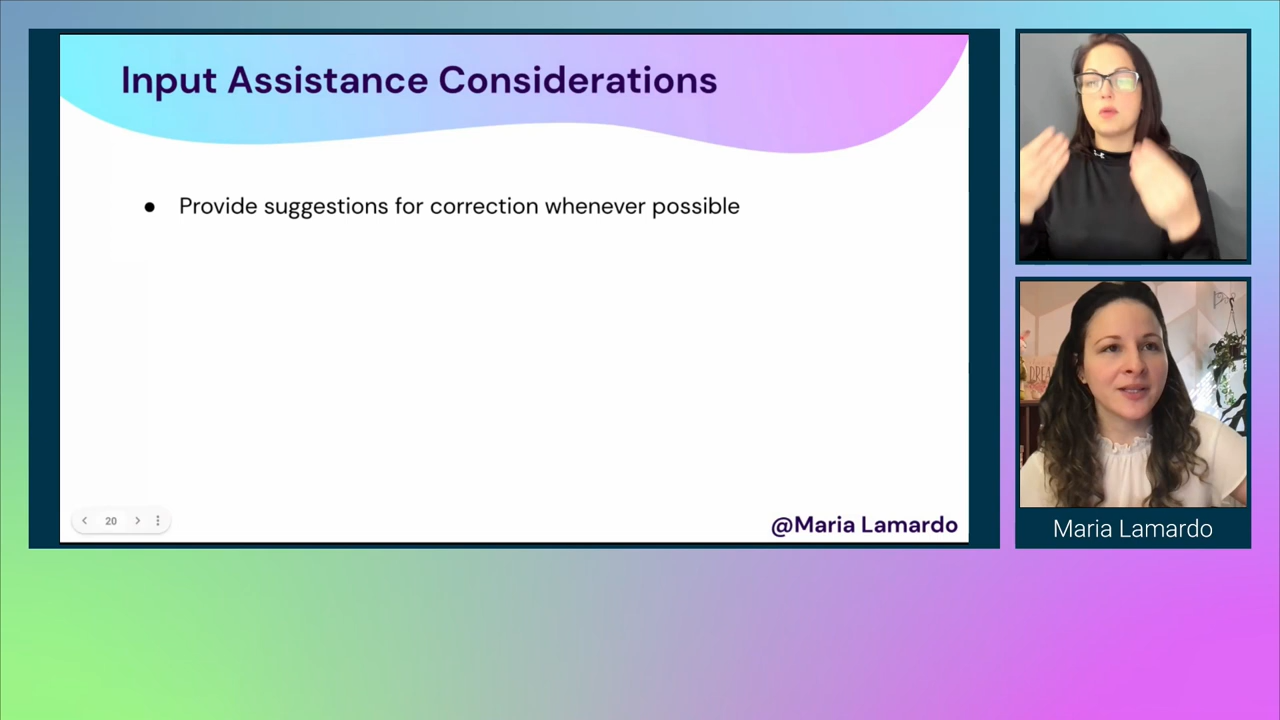 Input Assistance Considerations
● Provide suggestions for correction whenever possible
20
@Maria Lamardo
Maria Lamardo